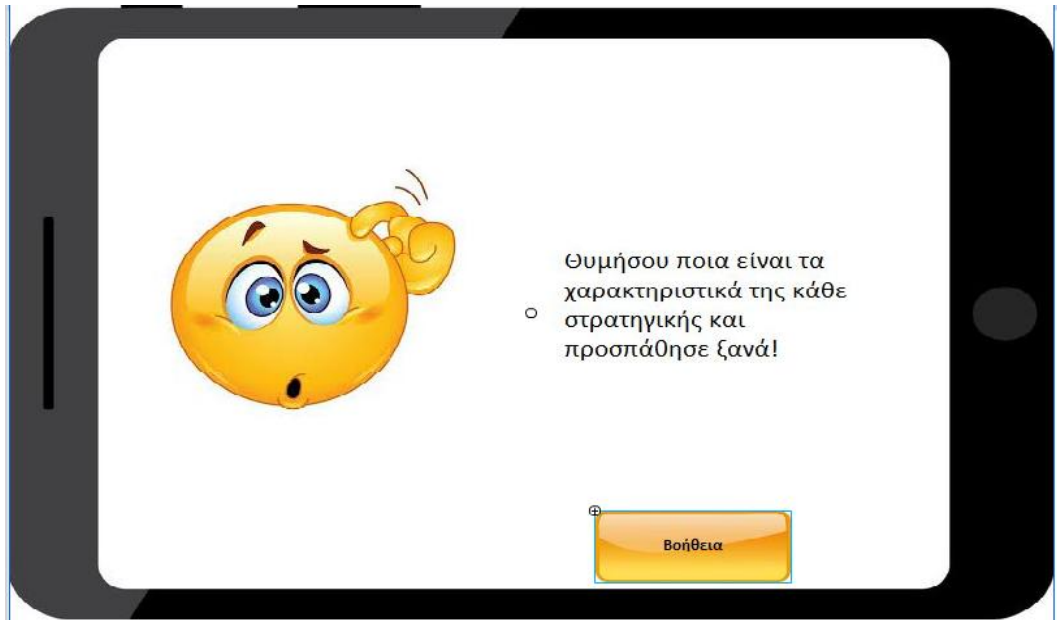 Θυμήσου ποια είναι τα
χαρακτηριστικά της κάθε
στρατηγικής και
προσπάθησε ξανά!
Βοήθεια